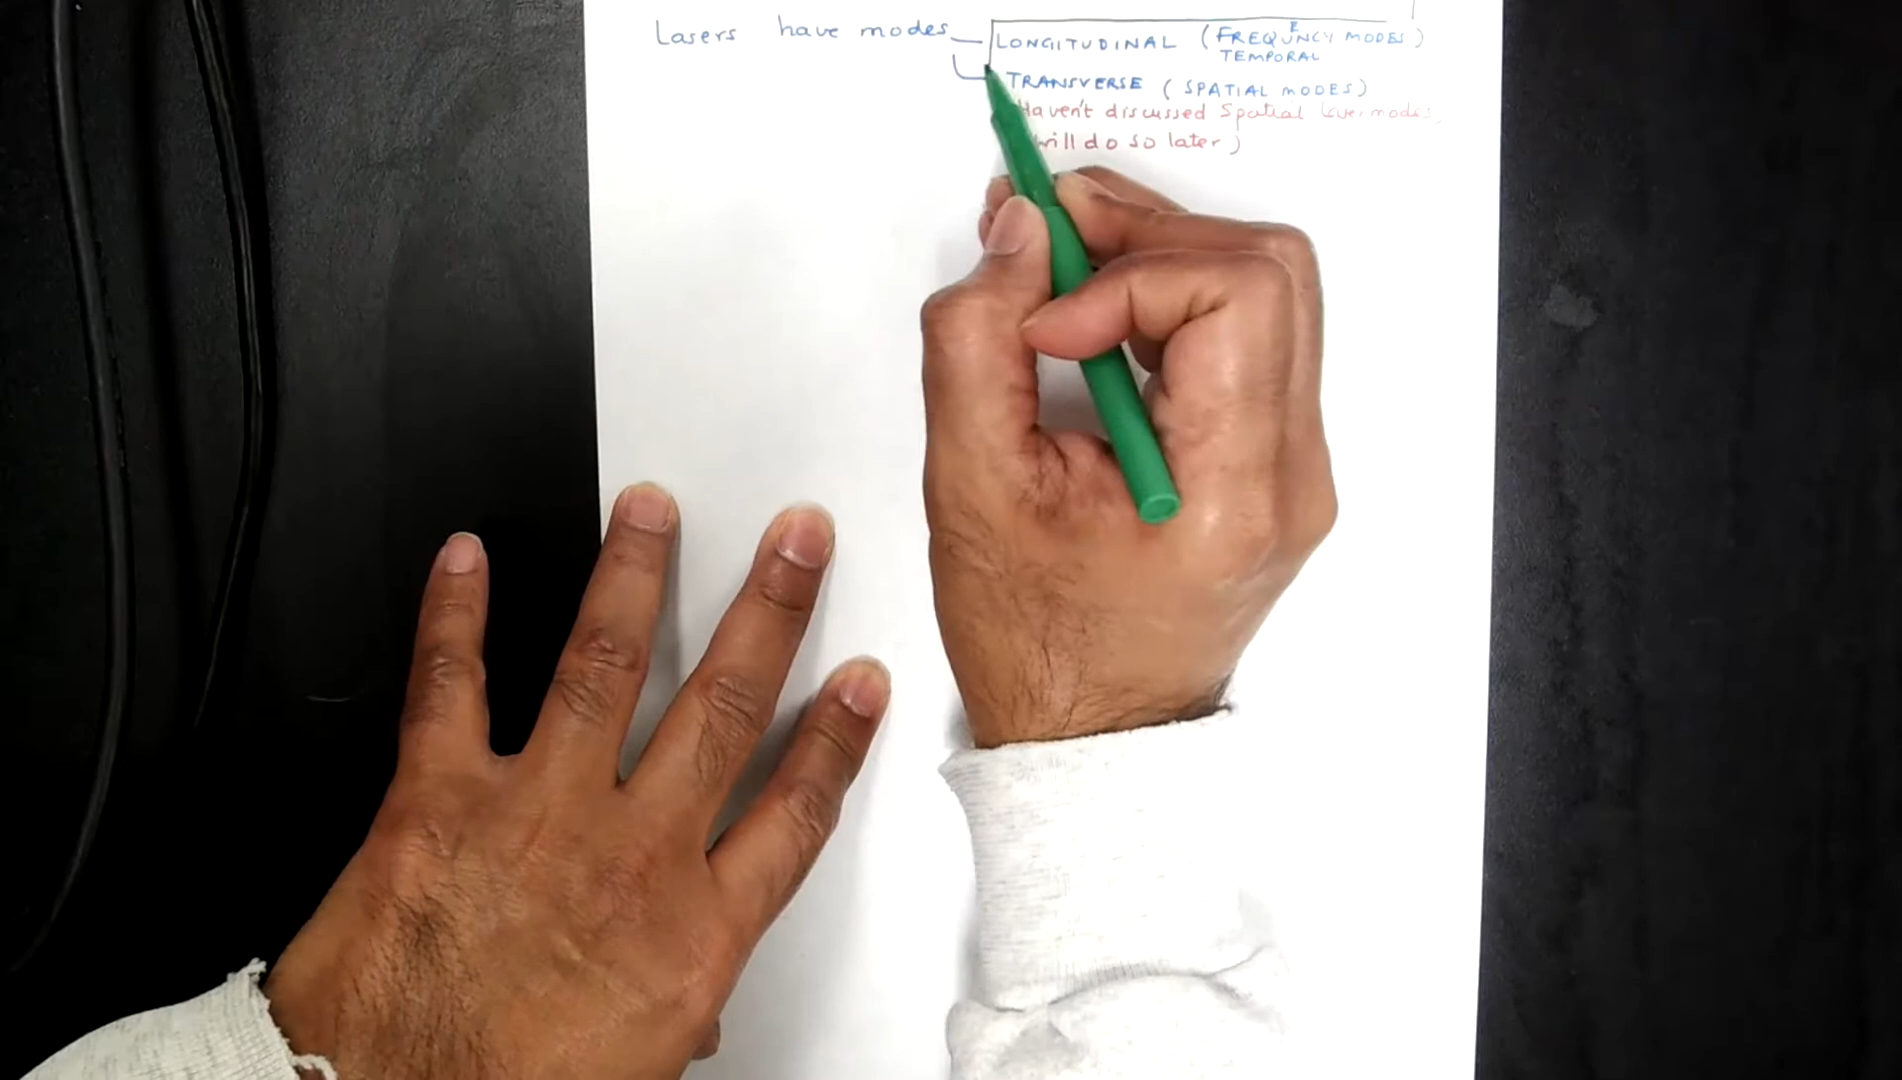 Lasers have modes
LONGITUDINAL (FREQUENCY MODES)
TEMPORAL
TRANSVERSE (SPATIAL MODES)
Haven't discussed Spatial laser modes,
will do so later)